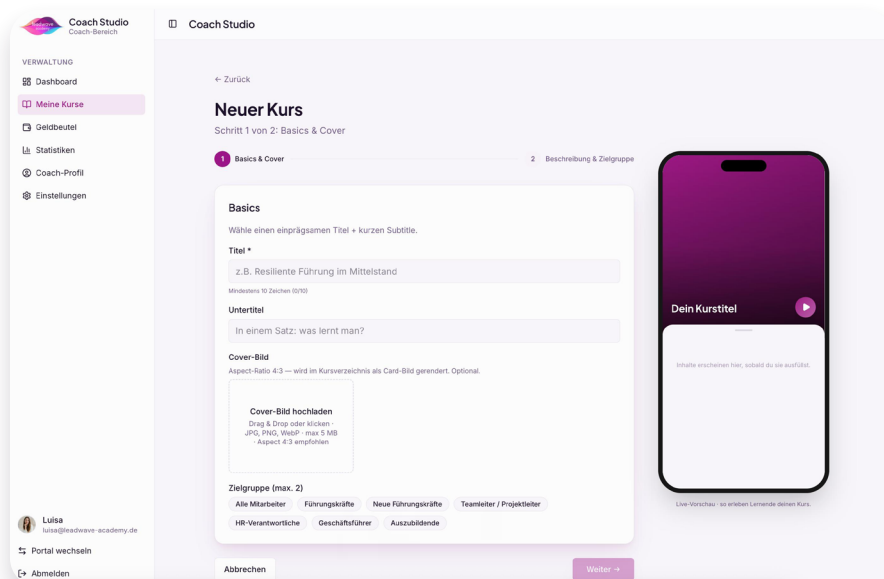 leadwave
Coach Studio
Coach-Bereich
Coach Studio
VERWALTUNG
Dashboard
Meine Kurse
Geldbeutel
Statistiken
Coach-Profil
Einstellungen
Luisa
luisa@leadwave-academy.de
Portal wechseln
Abmelden
← Zurück
Neuer Kurs
Schritt 1 von 2: Basics & Cover
1 Basics & Cover
2 Beschreibung & Zielgruppe
Basics
Wähle einen einprägsamen Titel + kurzen Subtitle.
Titel *
z.B. Resiliente Führung im Mittelstand
Mindestens 10 Zeichen (0/10)
Untertitel
In einem Satz: was lernt man?
Cover-Bild
Aspect-Ratio 4:3 — wird im Kursverzeichnis als Card-Bild gerendert. Optional.
Cover-Bild hochladen
Drag & Drop oder klicken ·
JPG, PNG, WebP · max 5 MB
· Aspect 4:3 empfohlen
Zielgruppe (max. 2)
Alle Mitarbeiter Führungskräfte Neue Führungskräfte Teamleiter / Projektleiter
HR-Verantwortliche Geschäftsführer Auszubildende
Abbrechen
Weiter →
Dein Kurstitel
Inhalte erscheinen hier, sobald du sie ausfüllst.
Live-Vorschau · so erleben Lernende deinen Kurs.